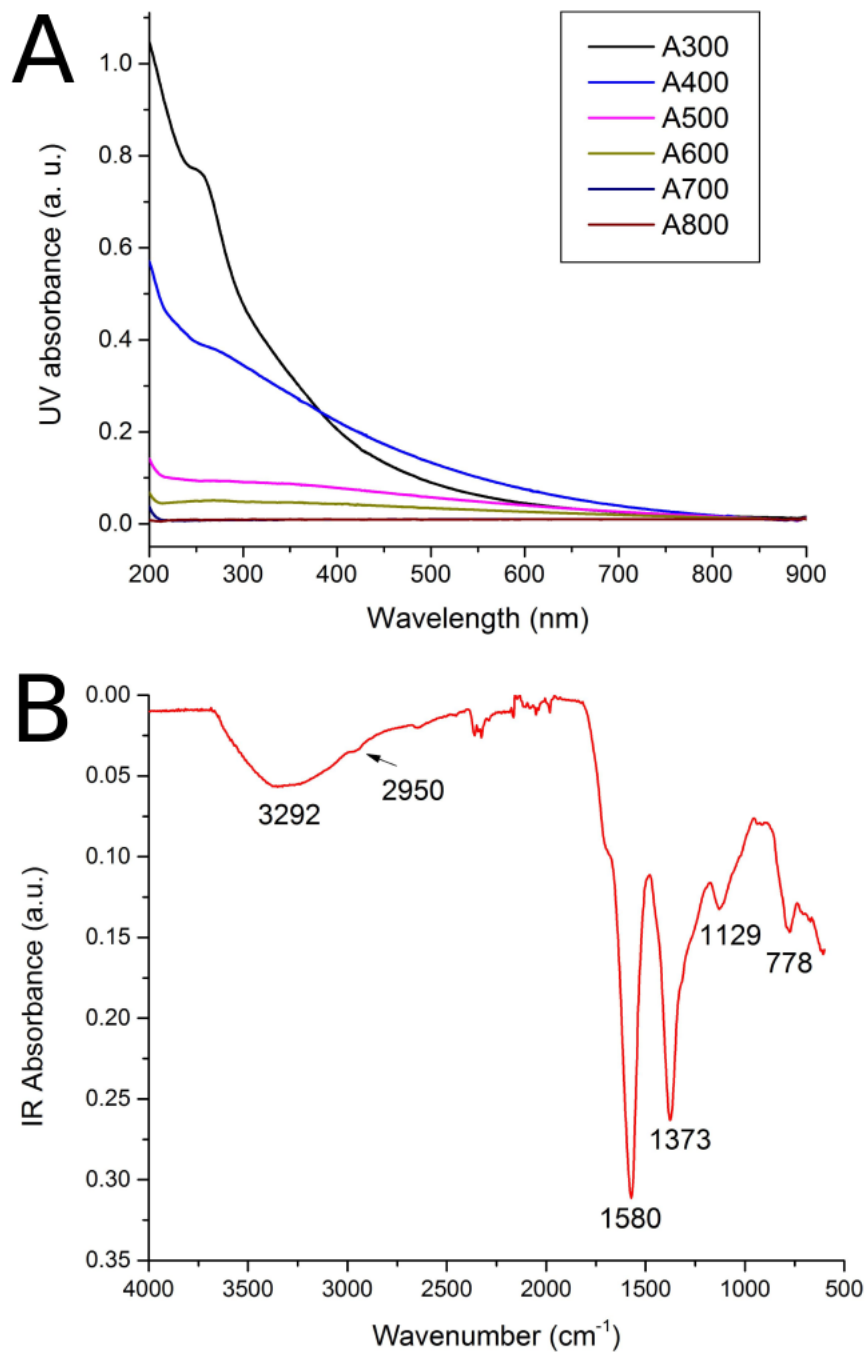 A
UV absorbance (a. u.)
1.0
0.8
0.6
0.4
0.2
0.0
A300
A400
A500
A600
A700
A800
200 300 400 500 600 700 800 900
Wavelength (nm)
B
IR Absorbance (a.u.)
0.00
0.05
0.10
0.15
0.20
0.25
0.30
0.35
3292
2950
1580
1373
1129
778
4000 3500 3000 2500 2000 1500 1000 500
Wavenumber (cm⁻¹)